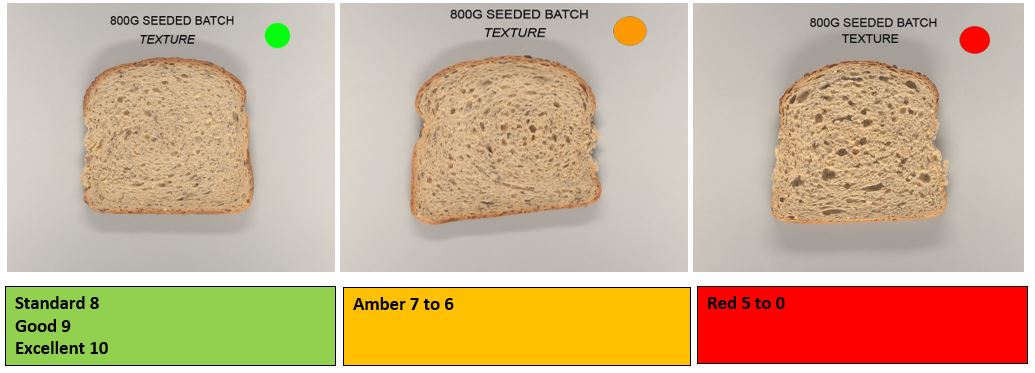 800G SEEDED BATCH
TEXTURE
800G SEEDED BATCH
TEXTURE
800G SEEDED BATCH
TEXTURE
Standard 8
Good 9
Excellent 10
Amber 7 to 6
Red 5 to 0